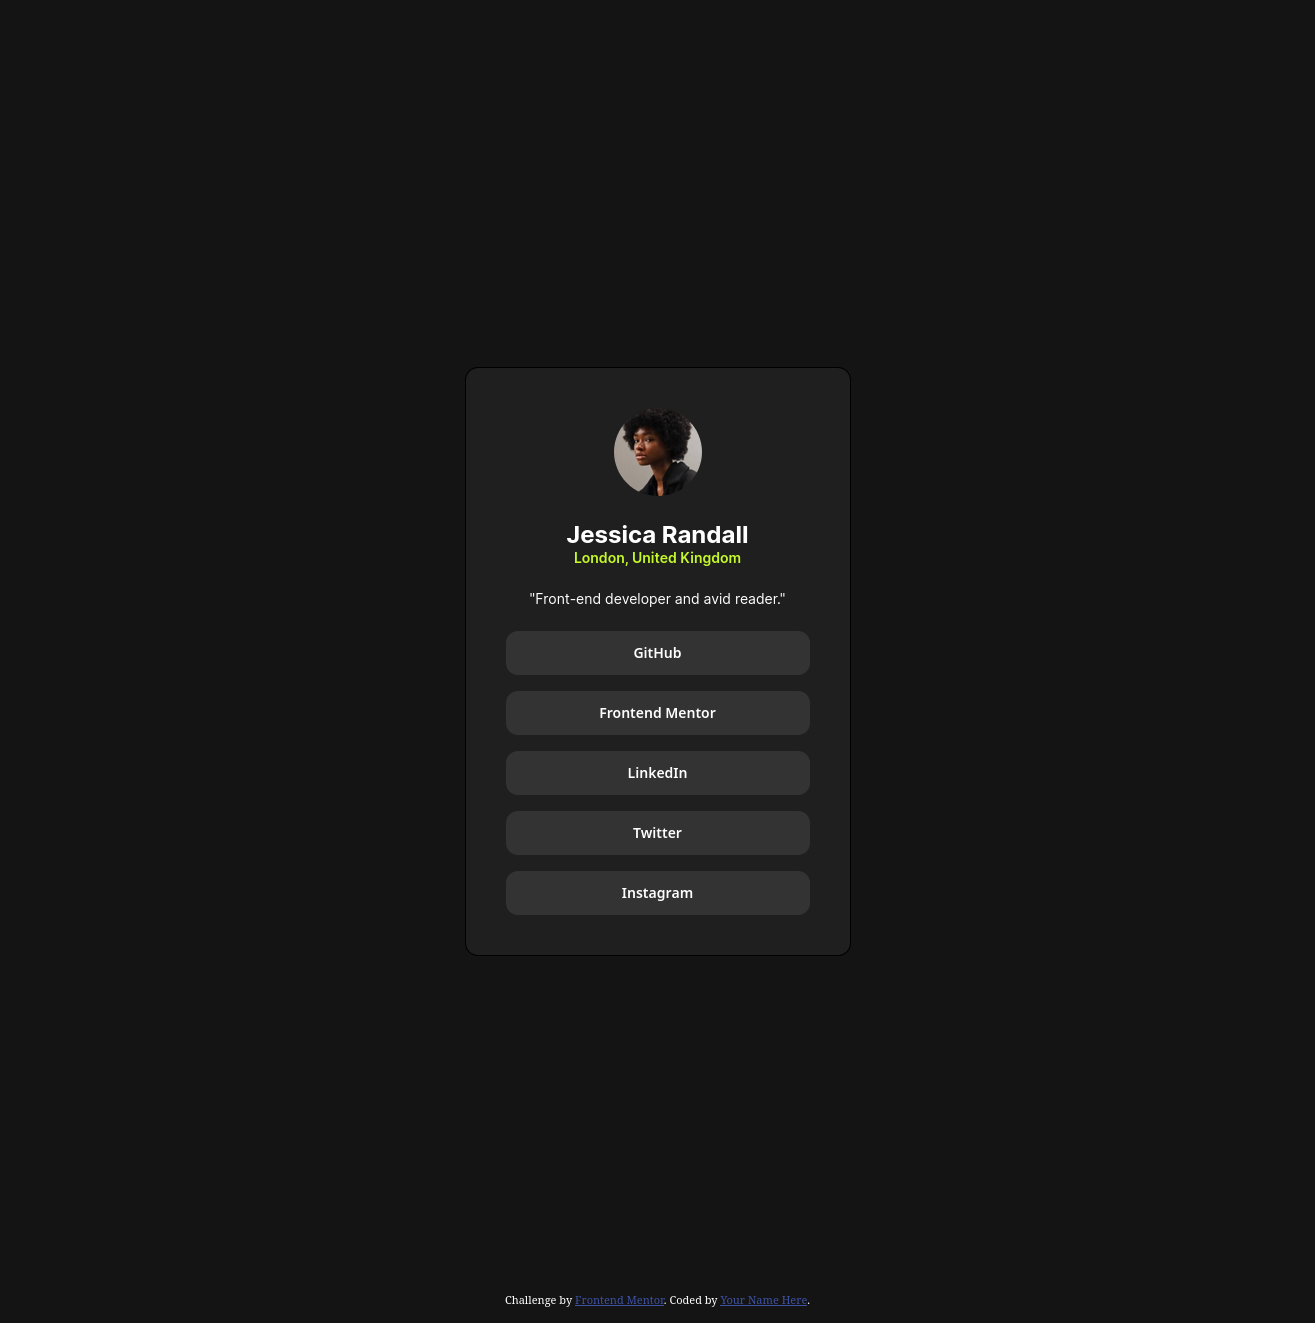 Jessica Randall
London, United Kingdom
"Front-end developer and avid reader."
GitHub
Frontend Mentor
LinkedIn
Twitter
Instagram
Challenge by Frontend Mentor. Coded by Your Name Here.